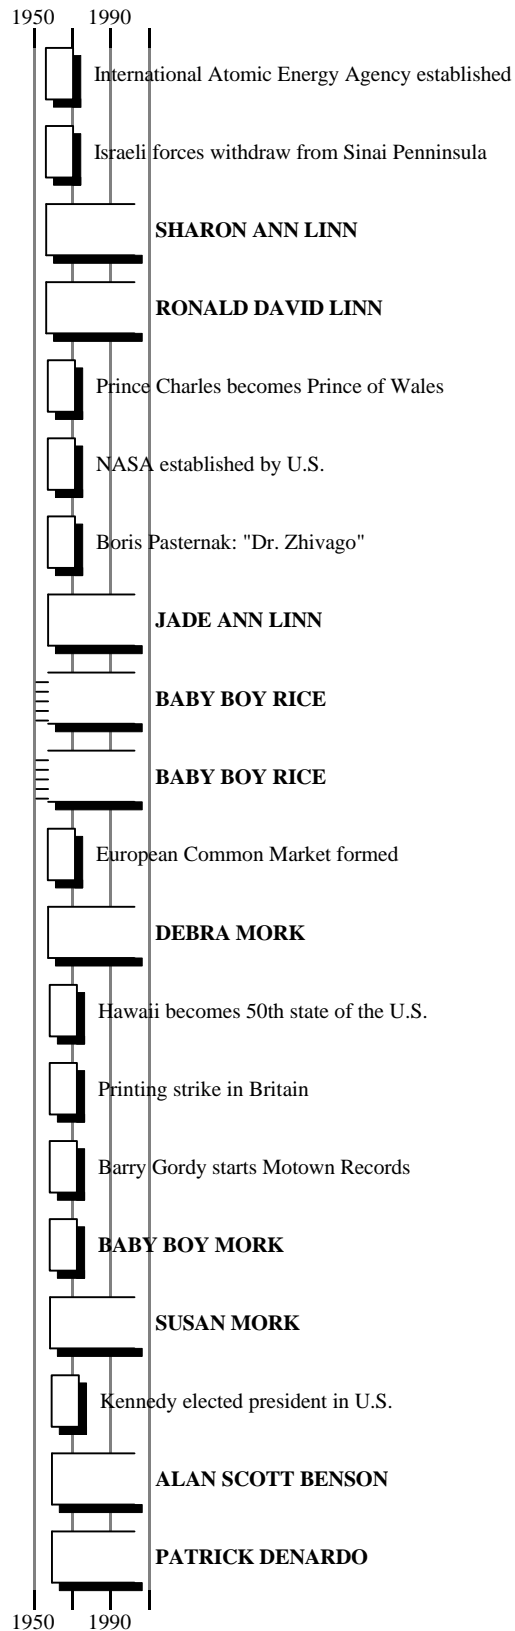 1950 1990
International Atomic Energy Agency established
Israeli forces withdraw from Sinai Penninsula
SHARON ANN LINN
RONALD DAVID LINN
Prince Charles becomes Prince of Wales
NASA established by U.S.
Boris Pasternak: "Dr. Zhivago"
JADE ANN LINN
BABY BOY RICE
BABY BOY RICE
European Common Market formed
DEBRA MORK
Hawaii becomes 50th state of the U.S.
Printing strike in Britain
Barry Gordy starts Motown Records
BABY BOY MORK
SUSAN MORK
Kennedy elected president in U.S.
ALAN SCOTT BENSON
PATRICK DENARDO
1950 1990